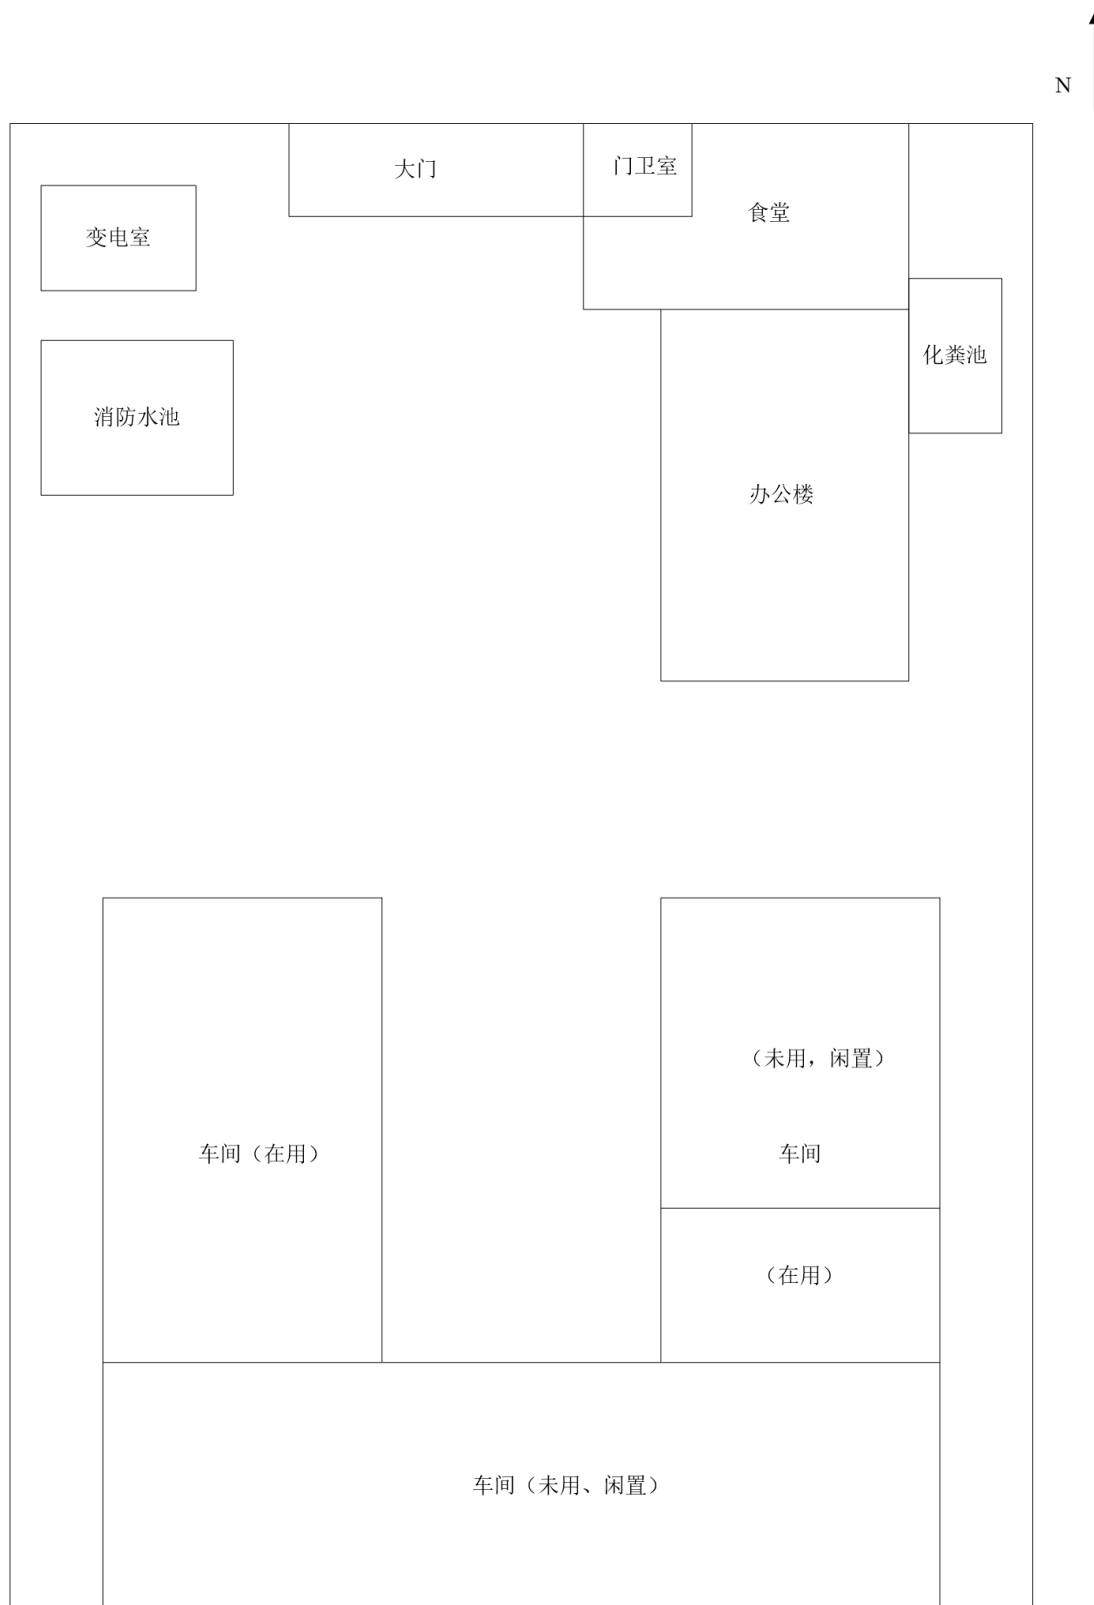 N
大门
门卫室
食堂
变电室
化粪池
消防水池
办公楼
（未用，闲置）
车间（在用）
车间
（在用）
车间（未用、闲置）